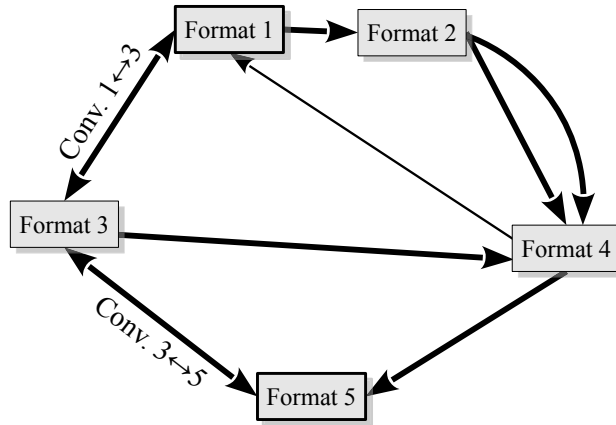 Format 1
Format 2
Conv. 1↔3
Format 3
Format 4
Conv. 3↔5
Format 5